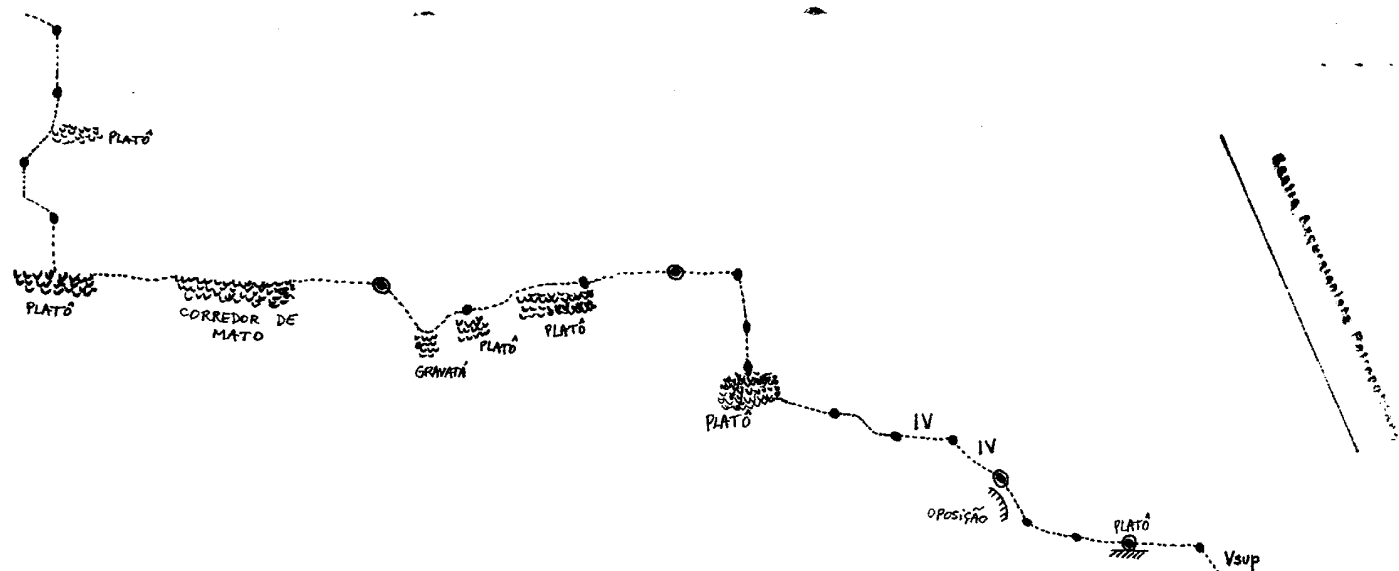 PLATÔ
PLATÔ
CORREDOR DE
MATO
GRAVATÁ
PLATÔ
PLATÔ
PLATÔ
IV
IV
OPOSIÇÃO
PLATÔ
Vsup